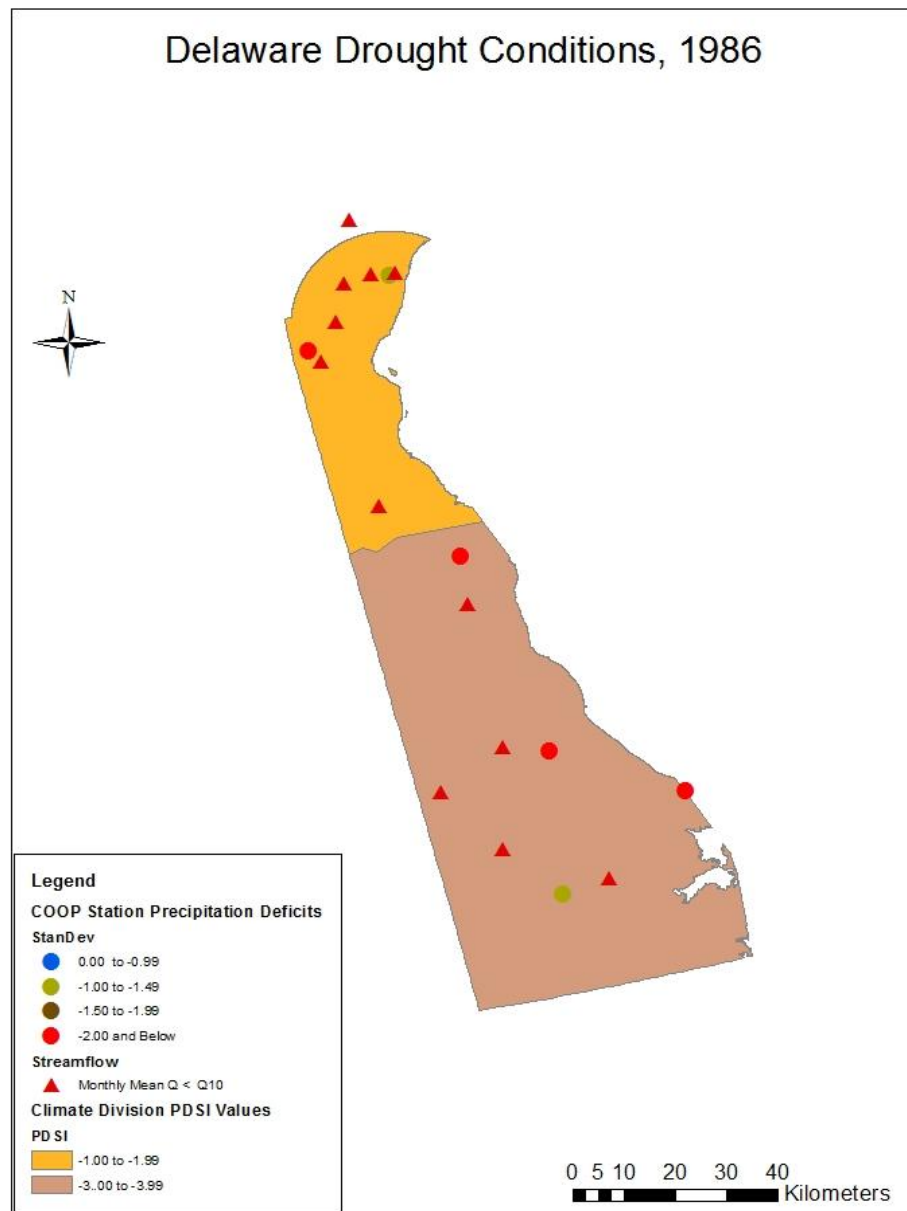 Delaware Drought Conditions, 1986
N
Legend
COOP Station Precipitation Deficits
StanDev
0.00 to -0.99
-1.00 to -1.49
-1.50 to -1.99
-2.00 and Below
Streamflow
Monthly Mean Q < Q10
Climate Division PDSI Values
PDSI
-1.00 to -1.99
-3..00 to -3.99
0 5 10 20 30 40
Kilometers